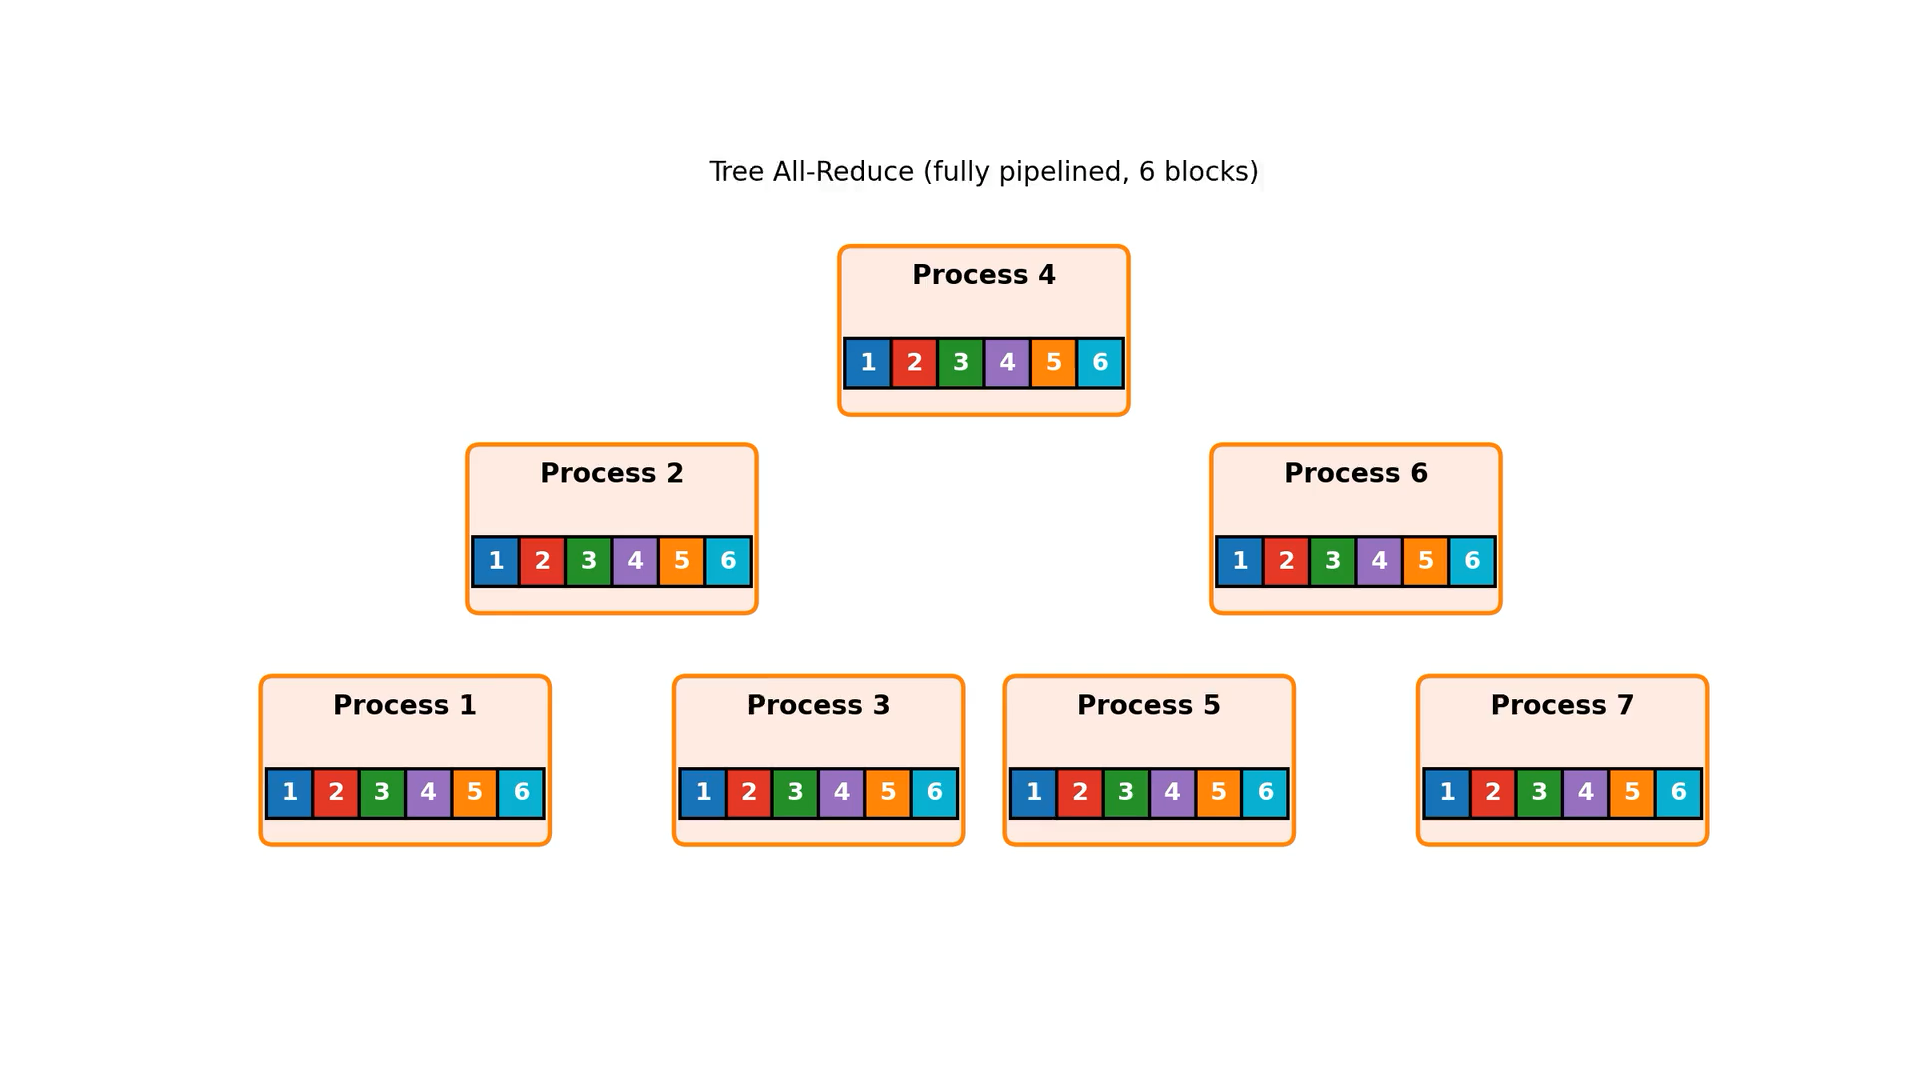 Tree All-Reduce (fully pipelined, 6 blocks)
Process 4
1 2 3 4 5 6
Process 2
1 2 3 4 5 6
Process 6
1 2 3 4 5 6
Process 1
1 2 3 4 5 6
Process 3
1 2 3 4 5 6
Process 5
1 2 3 4 5 6
Process 7
1 2 3 4 5 6